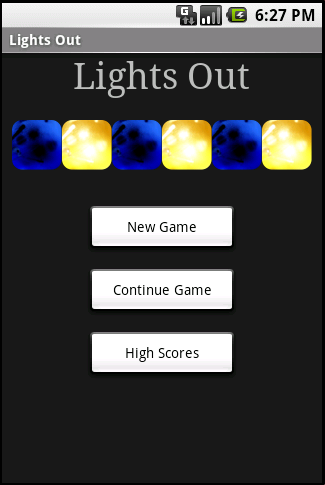 G
6:27 PM
Lights Out
Lights Out
New Game
Continue Game
High Scores